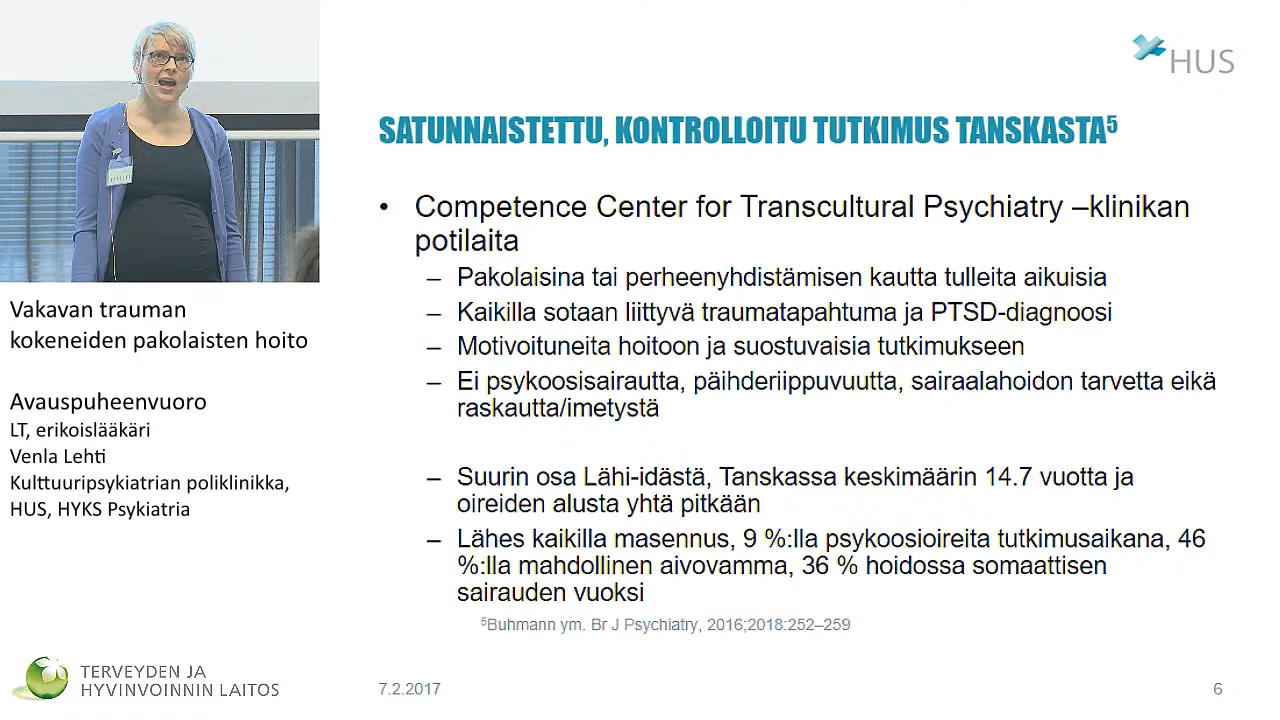 HUS
SATUNNAISTETTU, KONTROLLOITU TUTKIMUS TANSKASTA⁵
• Competence Center for Transcultural Psychiatry –klinikan
potilaita
– Pakolaisina tai perheenyhdistämisen kautta tulleita aikuisia
– Kaikilla sotaan liittyvä traumatapahtuma ja PTSD-diagnoosi
– Motivoituneita hoitoon ja suostuvaisia tutkimukseen
– Ei psykoosisairautta, päihderiippuvuutta, sairaalahoidon tarvetta eikä
raskautta/imetystä
– Suurin osa Lähi-idästä, Tanskassa keskimäärin 14.7 vuotta ja
oireiden alusta yhtä pitkään
– Lähes kaikilla masennus, 9 %:lla psykoosioireita tutkimusaikana, 46
%:lla mahdollinen aivovamma, 36 % hoidossa somaattisen
sairauden vuoksi
⁵Buhmann ym. Br J Psychiatry, 2016;2018:252–259
7.2.2017
6
Vakavan trauman
kokeneiden pakolaisten hoito
Avauspuheenvuoro
LT, erikoislääkäri
Venla Lehti
Kulttuuripsykiatrian poliklinikka,
HUS, HYKS Psykiatria
TERVEYDEN JA
HYVINVOINNIN LAITOS